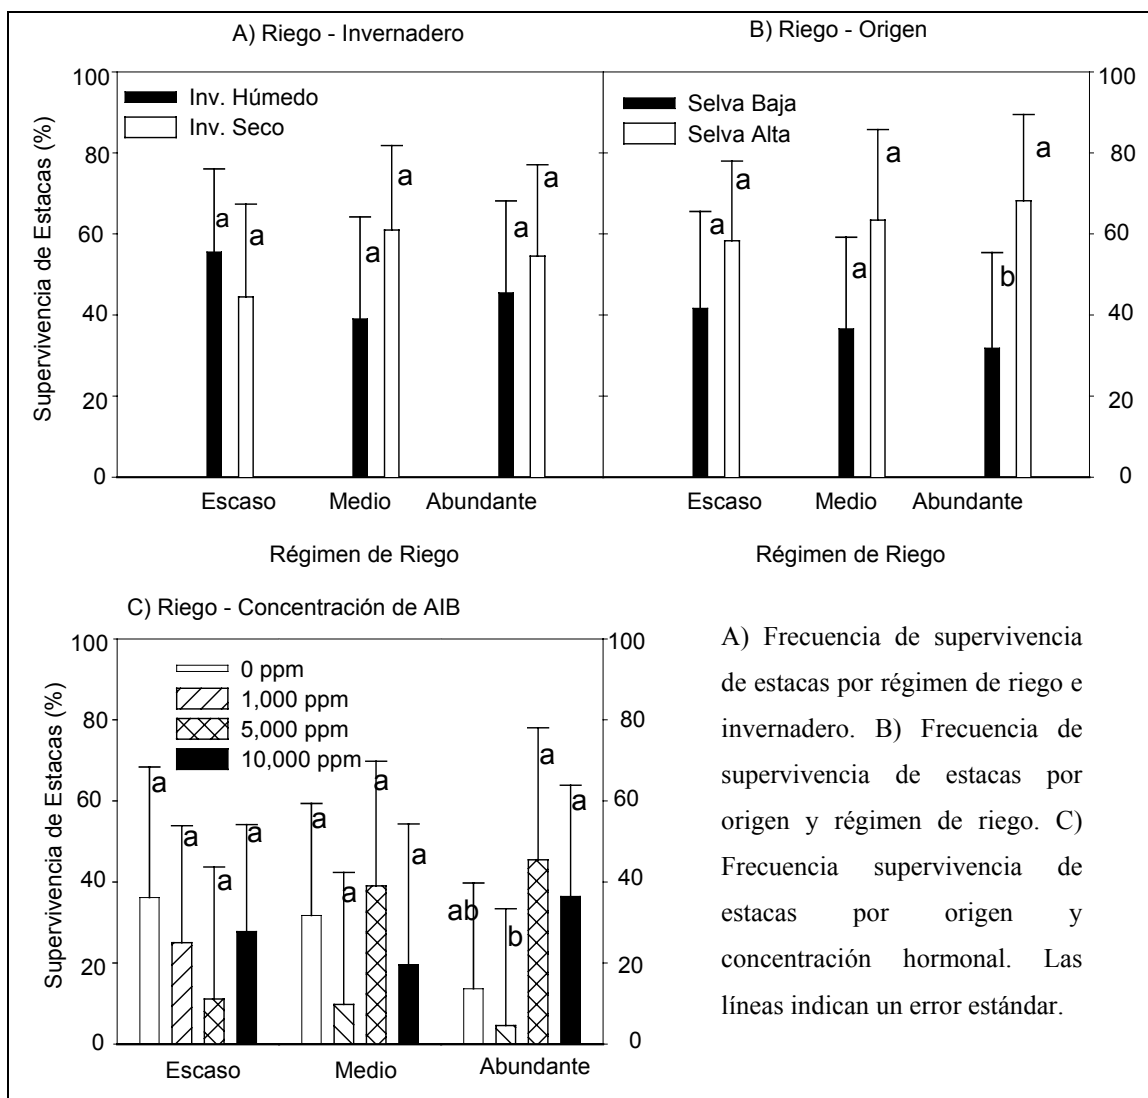 A) Riego - Invernadero
B) Riego - Origen
Supervivencia de Estacas (%)
100
80
60
40
20
0
Inv. Húmedo
Inv. Seco
a
a
a
a
a
a
Escaso
Medio
Abundante
Régimen de Riego
Selva Baja
Selva Alta
a
a
a
a
b
a
100
80
60
40
20
0
Escaso
Medio
Abundante
Régimen de Riego
C) Riego - Concentración de AIB
Supervivencia de Estacas (%)
100
80
60
40
20
0
0 ppm
1,000 ppm
5,000 ppm
10,000 ppm
a
a
a
a
a
a
a
a
ab
b
a
a
100
80
60
40
20
0
Escaso
Medio
Abundante
A) Frecuencia de supervivencia
de estacas por régimen de riego e
invernadero. B) Frecuencia de
supervivencia de estacas por
origen y régimen de riego. C)
Frecuencia supervivencia de
estacas por origen y
concentración hormonal. Las
líneas indican un error estándar.